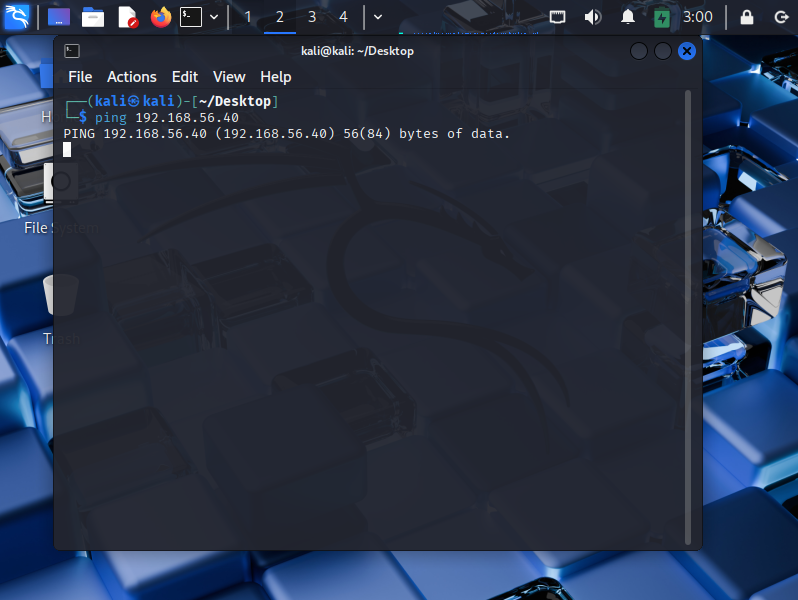 1 2 3 4 3:00
kali@kali: ~/Desktop
File Actions Edit View Help
┌──(kali㉿kali)-[~/Desktop]
└─$ ping 192.168.56.40
PING 192.168.56.40 (192.168.56.40) 56(84) bytes of data.
H
File System
Trash